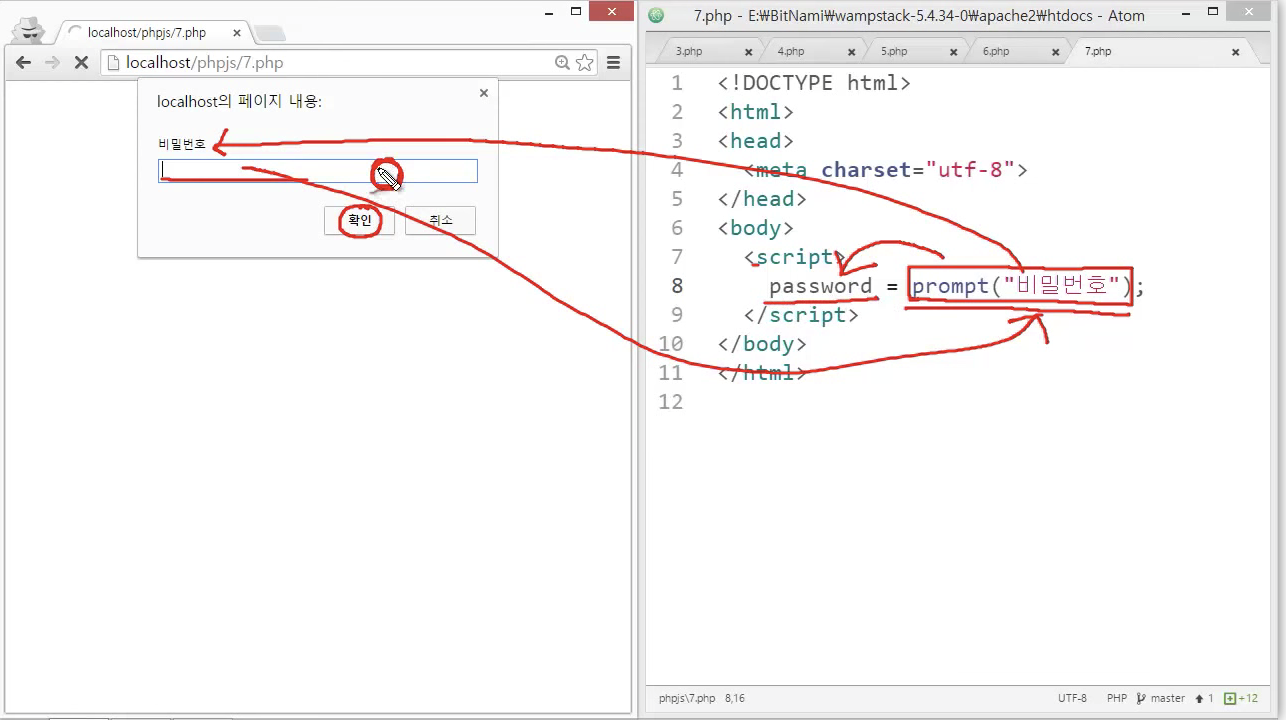 localhost/phpjs/7.php
localhost/phpjs/7.php
localhost의 페이지 내용:
비밀번호
확인
취소
7.php - E:₩BitNami₩wampstack-5.4.34-0₩apache2₩htdocs - Atom
3.php
4.php
5.php
6.php
7.php
1 <!DOCTYPE html>
2 <html>
3 <head>
4 <meta charset="utf-8">
5 </head>
6 <body>
7 <script>
8 password = prompt("비밀번호");
9 </script>
10 </body>
11 </html>
12
phpjs\7.php 8,16
UTF-8 PHP master 1 +12